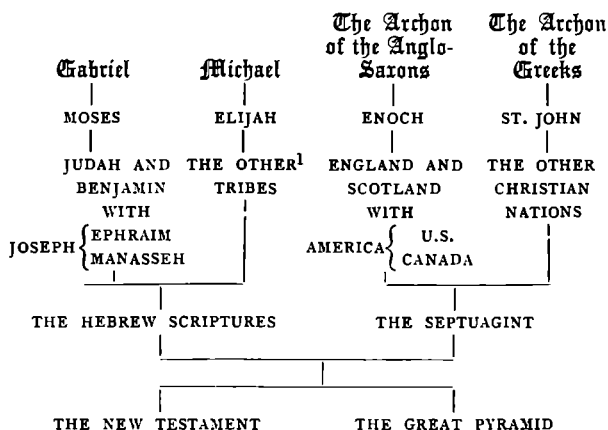 Gabriel
Michael
The Archon
of the Anglo-
Saxons
The Archon
of the
Greeks
MOSES
ELIJAH
ENOCH
ST. JOHN
JUDAH AND
BENJAMIN
WITH
JOSEPH { EPHRAIM
MANASSEH
THE OTHER¹
TRIBES
ENGLAND AND
SCOTLAND
WITH
AMERICA { U.S.
CANADA
THE OTHER
CHRISTIAN
NATIONS
THE HEBREW SCRIPTURES
THE SEPTUAGINT
THE NEW TESTAMENT
THE GREAT PYRAMID